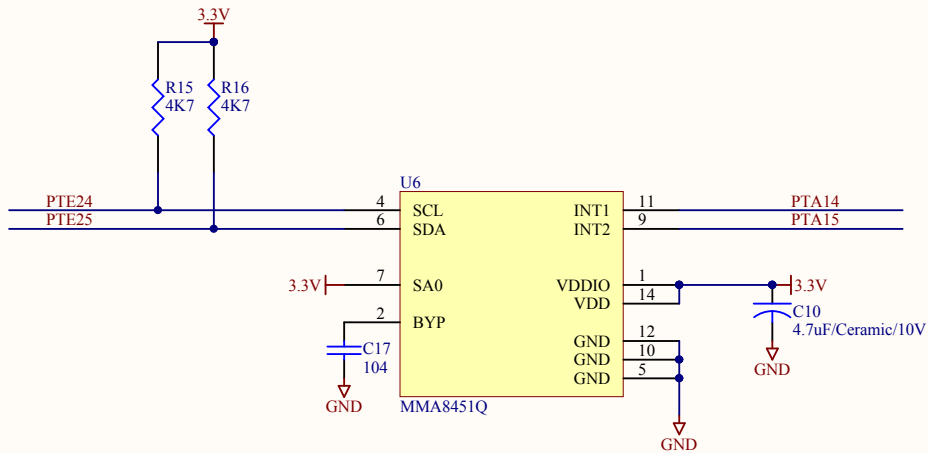 3.3V
R15
4K7
R16
4K7
U6
PTE24
4
SCL
INT1
11
PTA14
PTE25
6
SDA
INT2
9
PTA15
3.3V
7
SA0
VDDIO
1
3.3V
VDD
14
2
BYP
C10
4.7uF/Ceramic/10V
GND
12
C17
104
GND
10
GND
GND
5
GND
MMA8451Q
GND